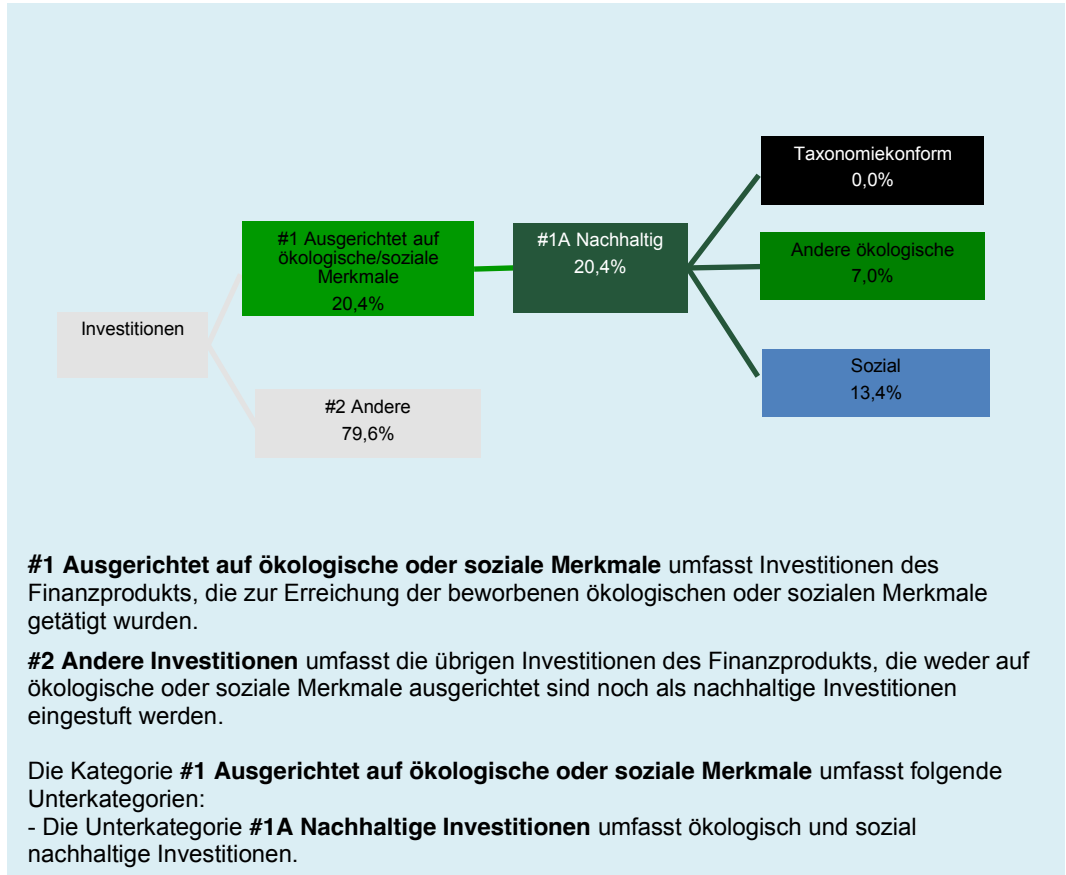 Taxonomiekonform
0,0%
#1 Ausgerichtet auf
ökologische/soziale
Merkmale
20,4%
#1A Nachhaltig
20,4%
Andere ökologische
7,0%
Investitionen
Sozial
13,4%
#2 Andere
79,6%
#1 Ausgerichtet auf ökologische oder soziale Merkmale umfasst Investitionen des
Finanzprodukts, die zur Erreichung der beworbenen ökologischen oder sozialen Merkmale
getätigt wurden.
#2 Andere Investitionen umfasst die übrigen Investitionen des Finanzprodukts, die weder auf
ökologische oder soziale Merkmale ausgerichtet sind noch als nachhaltige Investitionen
eingestuft werden.
Die Kategorie #1 Ausgerichtet auf ökologische oder soziale Merkmale umfasst folgende
Unterkategorien:
- Die Unterkategorie #1A Nachhaltige Investitionen umfasst ökologisch und sozial
nachhaltige Investitionen.